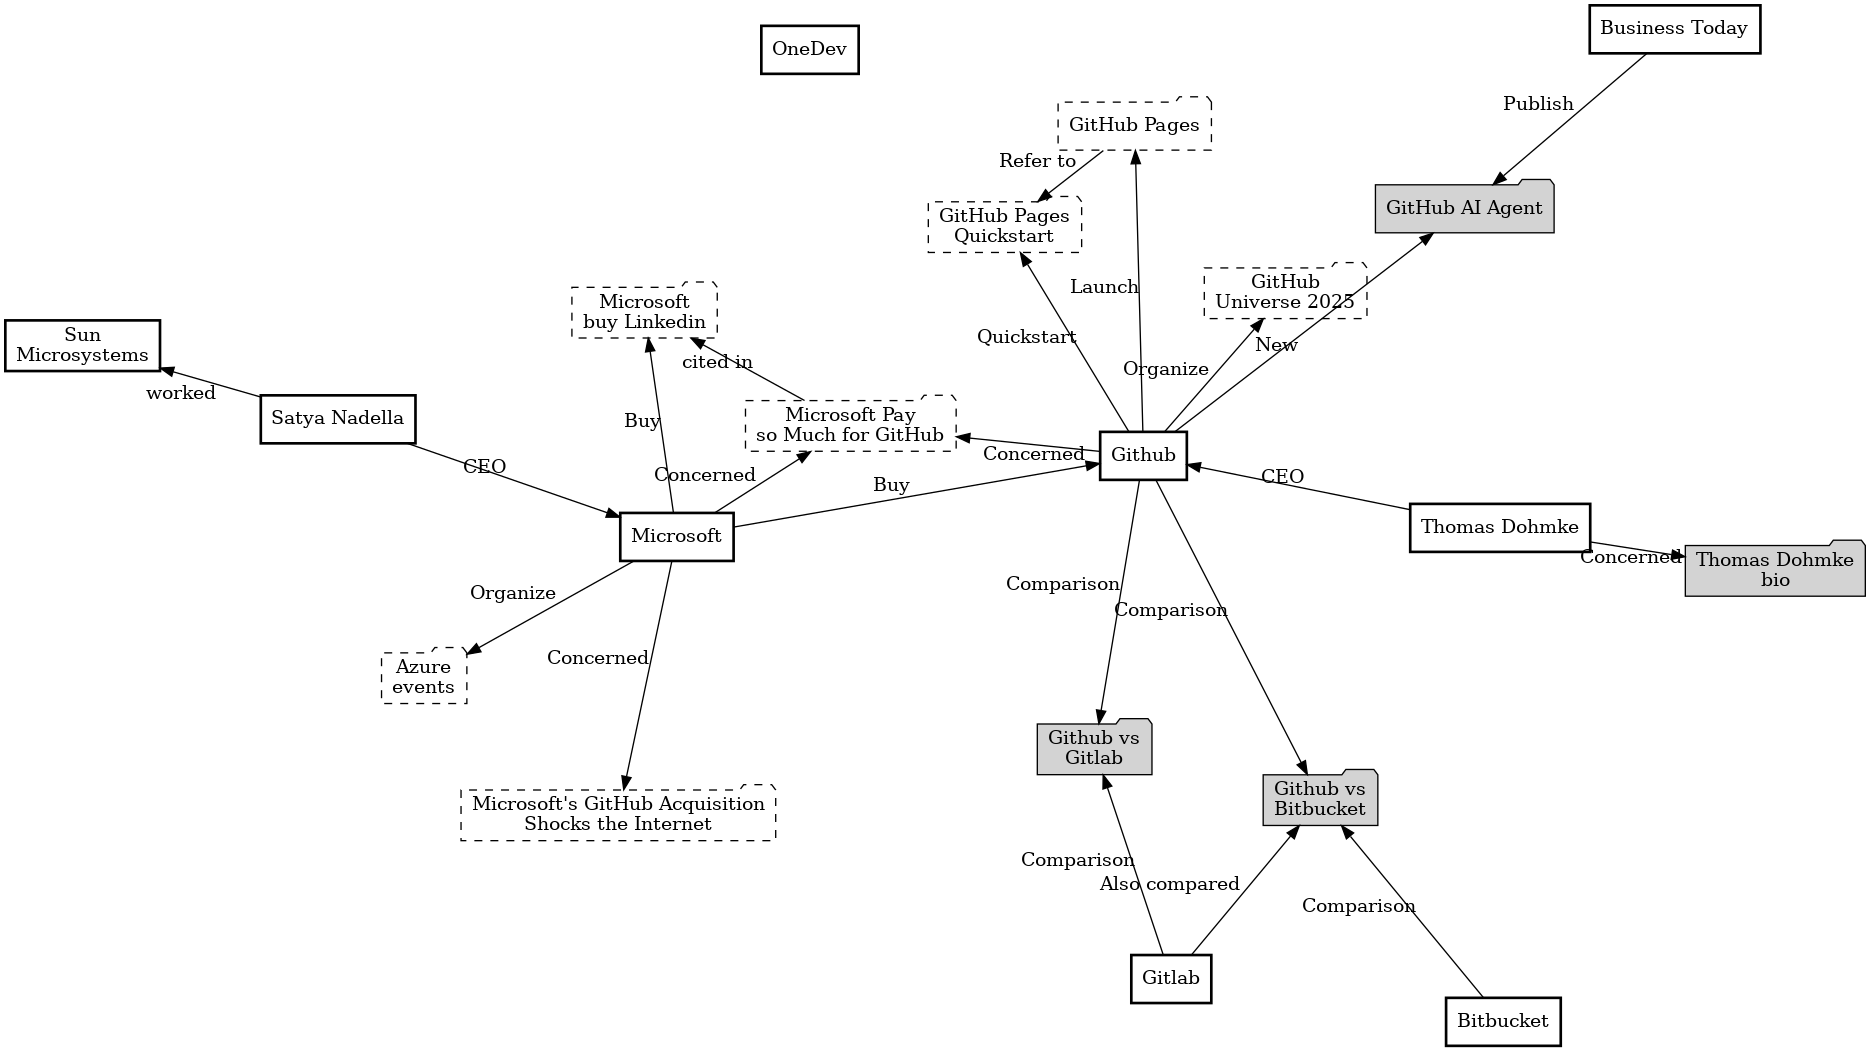 OneDev
Business Today
Publish
GitHub Pages
Refer to
GitHub AI Agent
GitHub Pages
Quickstart
GitHub
Universe 2025
Launch
Microsoft
buy Linkedin
Sun
Microsystems
Quickstart
New
cited in
Organize
worked
Satya Nadella
Buy
Microsoft Pay
so Much for GitHub
Concerned
Github
CEO
Concerned
CEO
Buy
Microsoft
Thomas Dohmke
Concerned
Thomas Dohmke
bio
Organize
Comparison
Comparison
Concerned
Azure
events
Github vs
Gitlab
Github vs
Bitbucket
Microsoft's GitHub Acquisition
Shocks the Internet
Comparison
Also compared
Comparison
Gitlab
Bitbucket